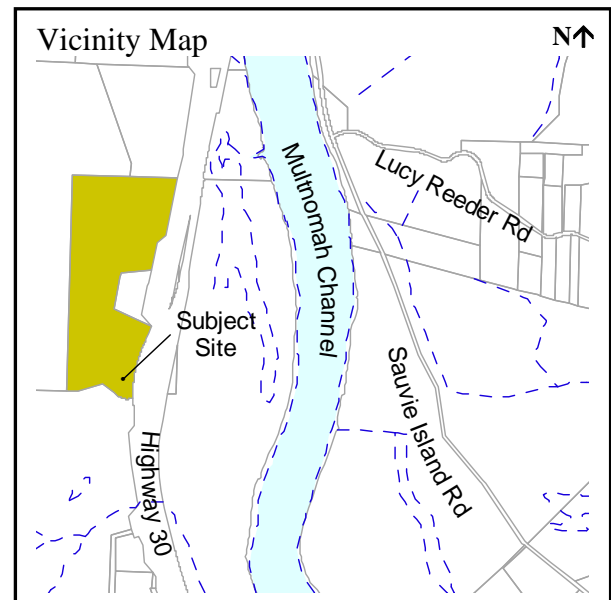 Vicinity Map
N↑
Multnomah Channel
Lucy Reeder Rd
Subject
Site
Sauvie Island Rd
Highway 30